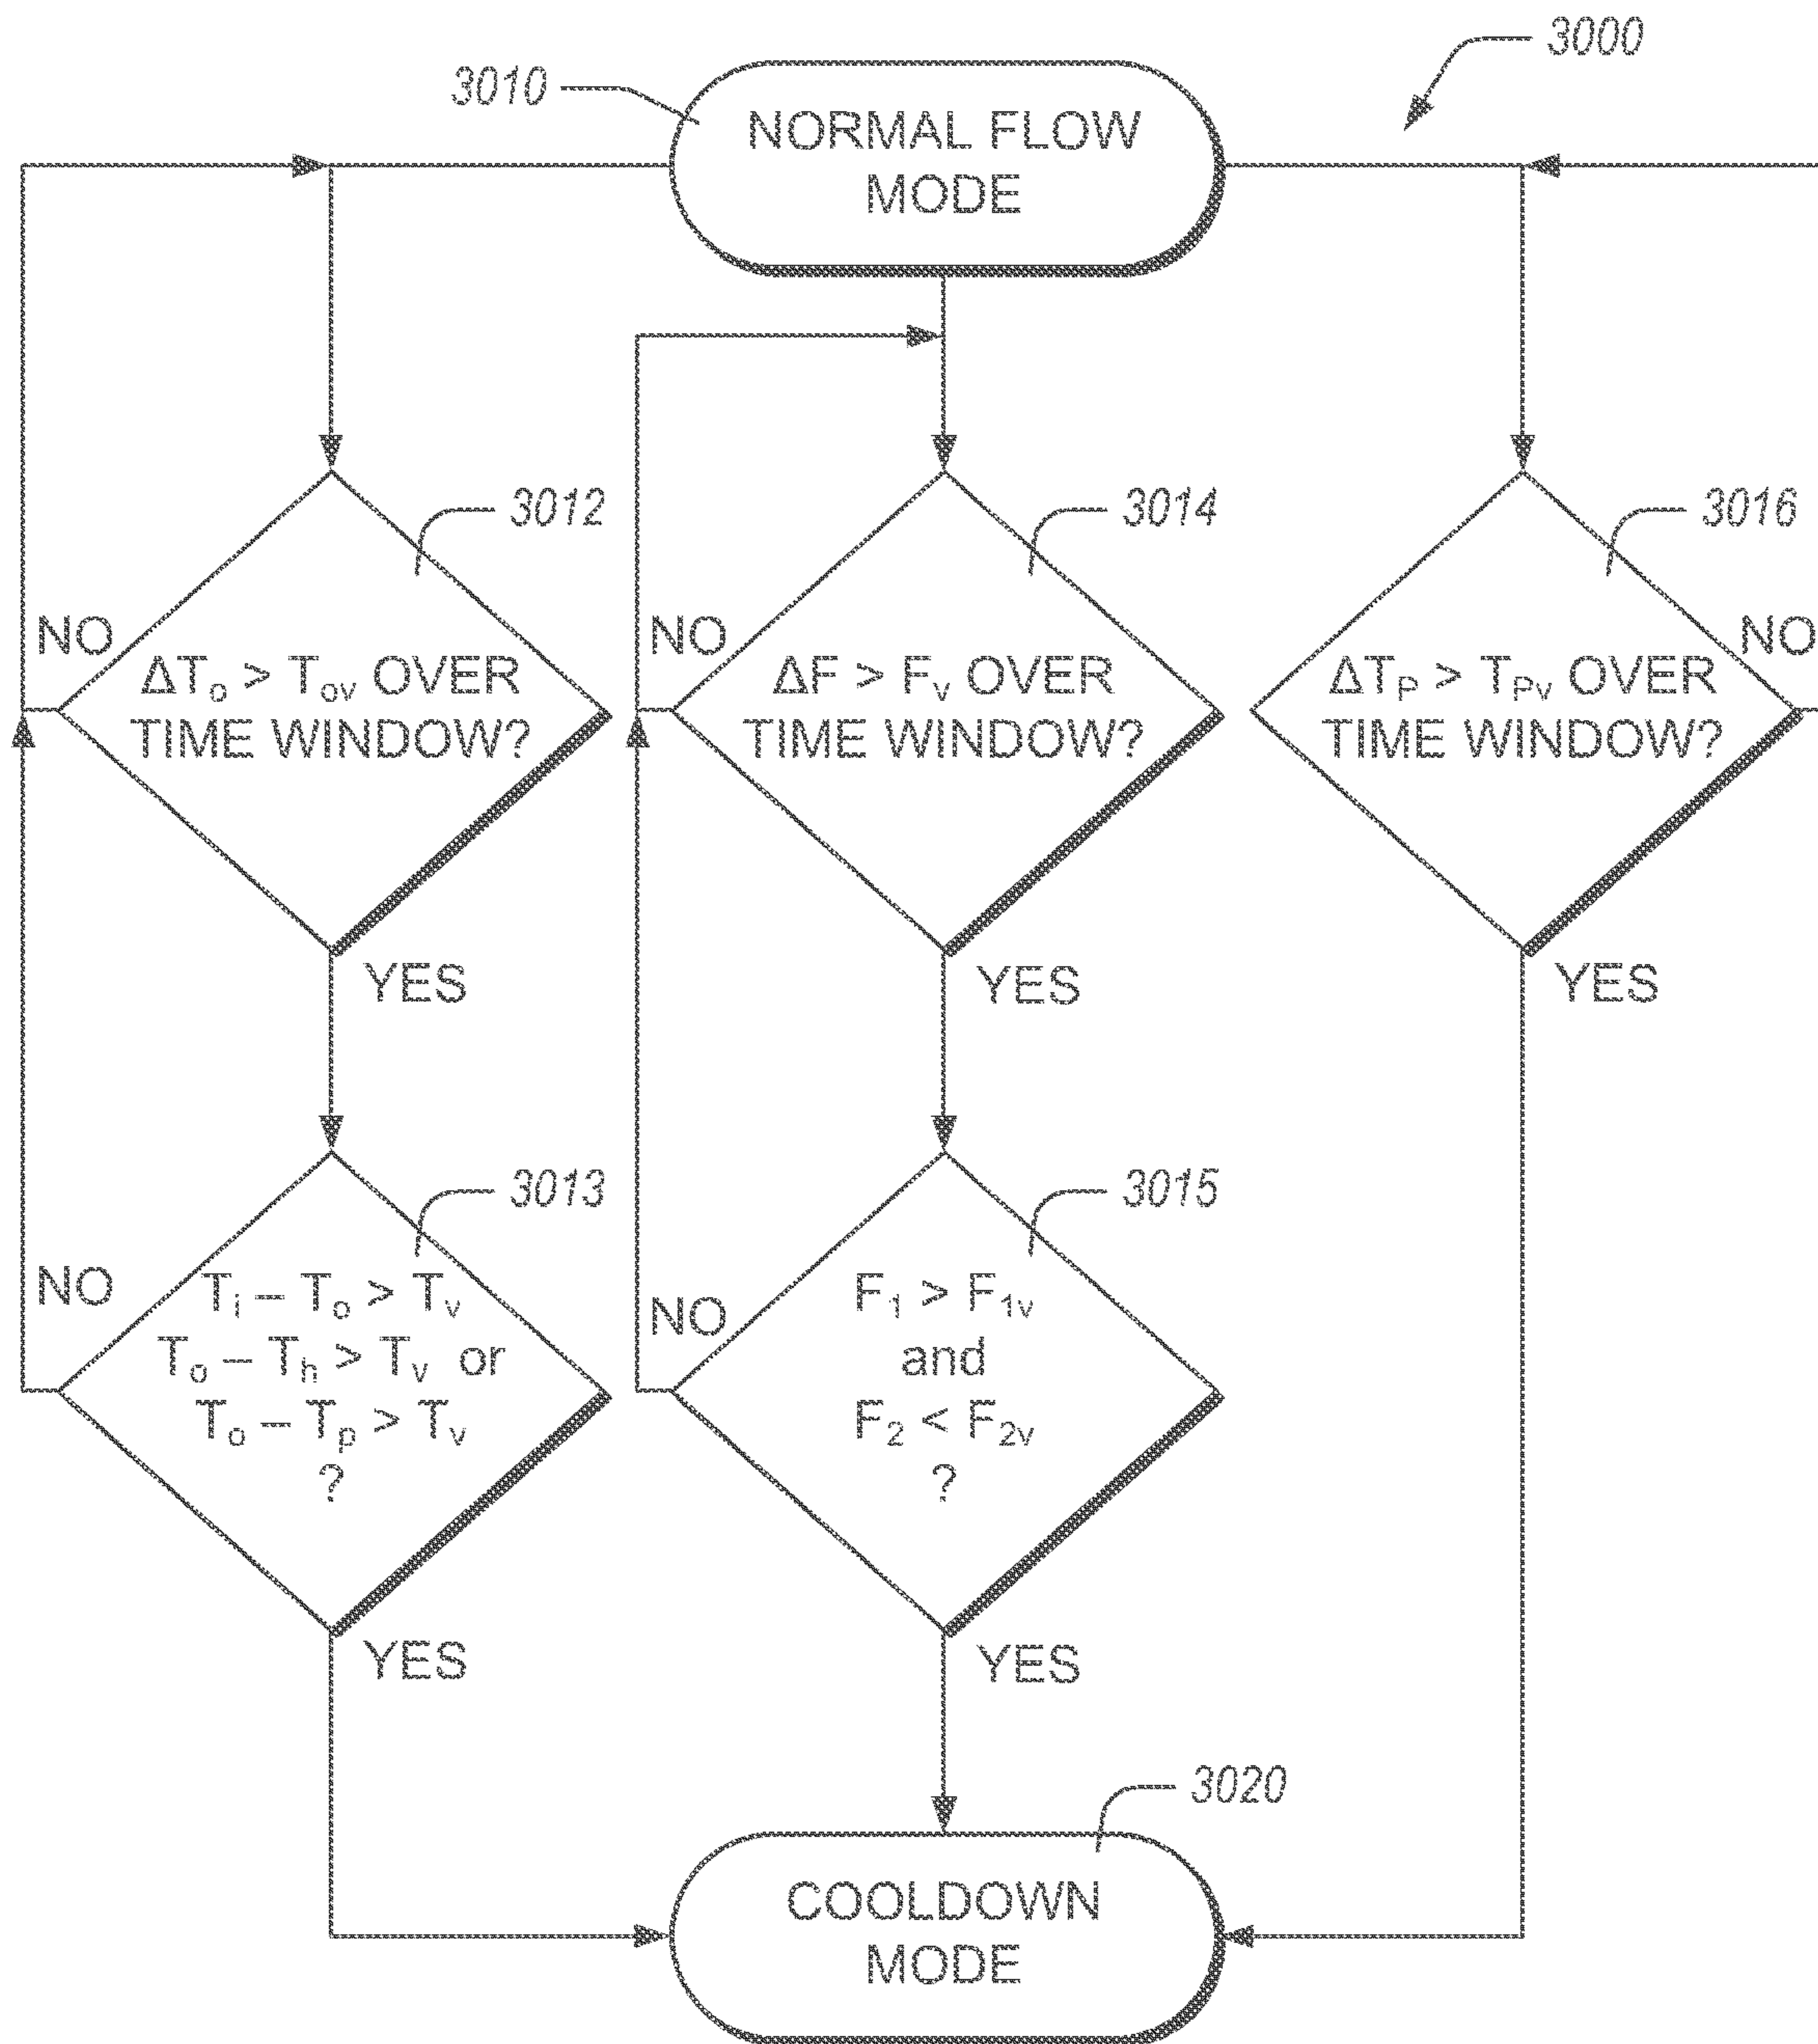 3000
3010
NORMAL FLOW
MODE
3012
3014
3016
NO
NO
NO
ΔTₒ > Tₒᵥ OVER
TIME WINDOW?
ΔF > Fᵥ OVER
TIME WINDOW?
ΔT_P > T_Pv OVER
TIME WINDOW?
YES
YES
YES
3013
3015
NO
NO
Tᵢ – Tₒ > Tᵥ
Tₒ – Tₕ > Tᵥ or
Tₒ – Tₚ > Tᵥ
?
F₁ > F₁ᵥ
and
F₂ < F₂ᵥ
?
YES
YES
3020
COOLDOWN
MODE